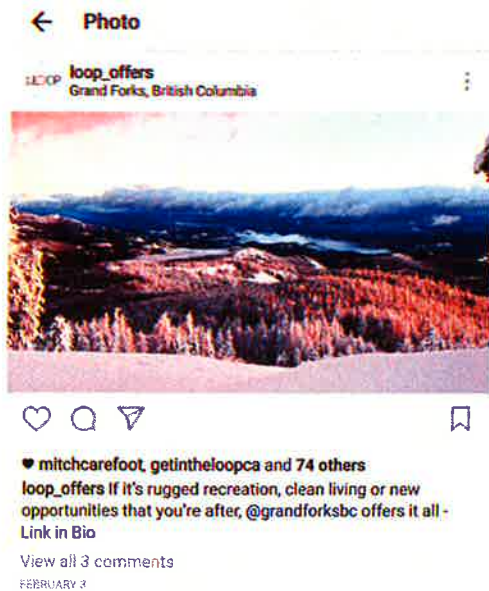 Photo
LOOP
loop_offers
Grand Forks, British Columbia
mitchcarefoot, getintheloopca and 74 others
loop_offers If it's rugged recreation, clean living or new
opportunities that you're after, @grandforksbc offers it all -
Link in Bio
View all 3 comments
FEBRUARY 3